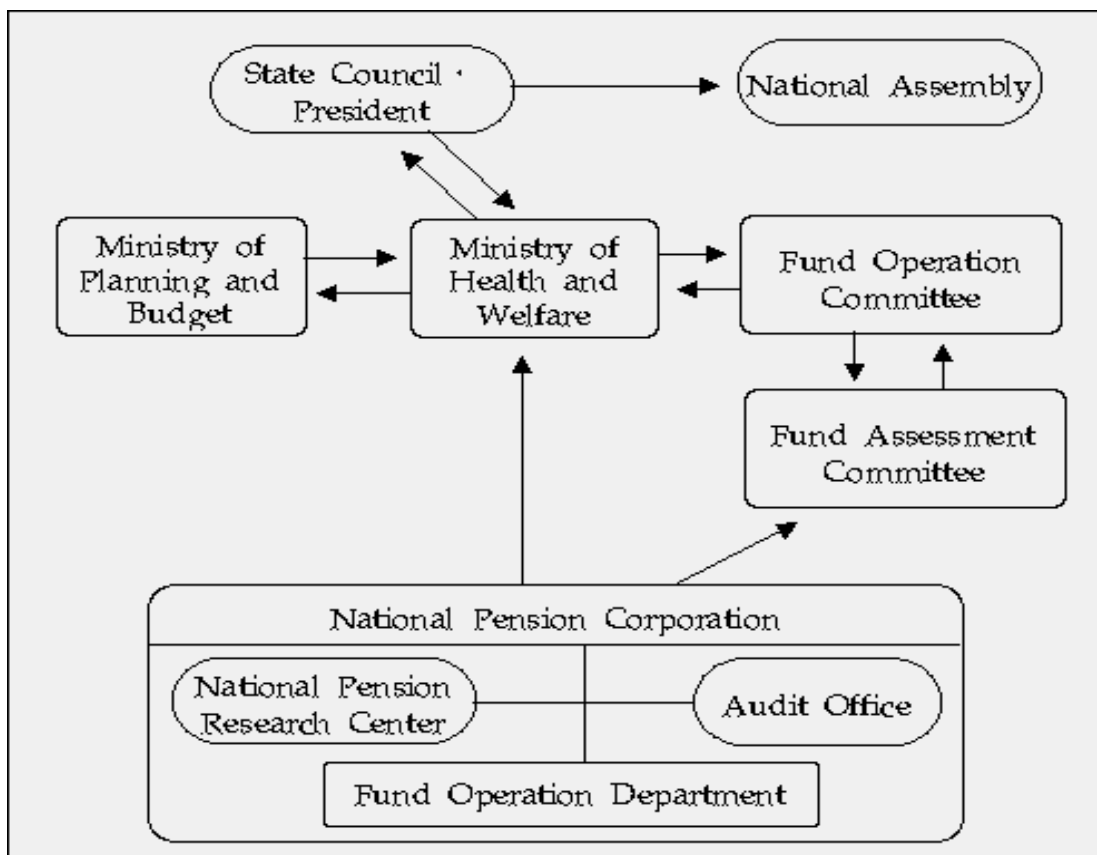 State Council ·
President
National Assembly
Ministry of
Planning and
Budget
Ministry of
Health and
Welfare
Fund Operation
Committee
Fund Assessment
Committee
National Pension Corporation
National Pension
Research Center
Audit Office
Fund Operation Department